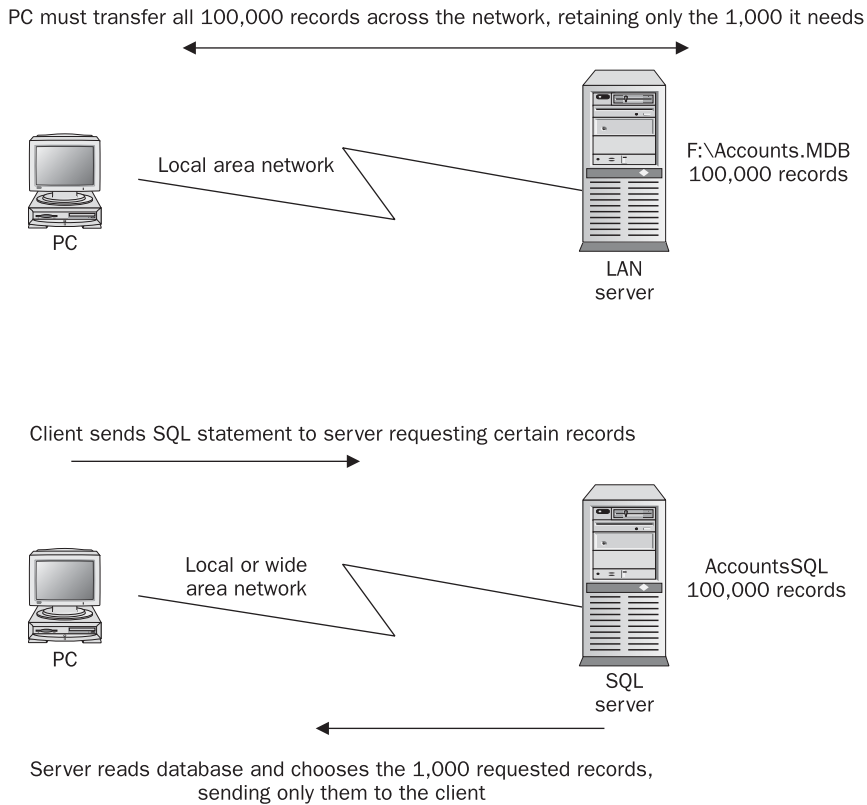 PC must transfer all 100,000 records across the network, retaining only the 1,000 it needs
Local area network
F:\Accounts.MDB
100,000 records
PC
LAN
server
Client sends SQL statement to server requesting certain records
Local or wide
area network
AccountsSQL
100,000 records
PC
SQL
server
Server reads database and chooses the 1,000 requested records,
sending only them to the client